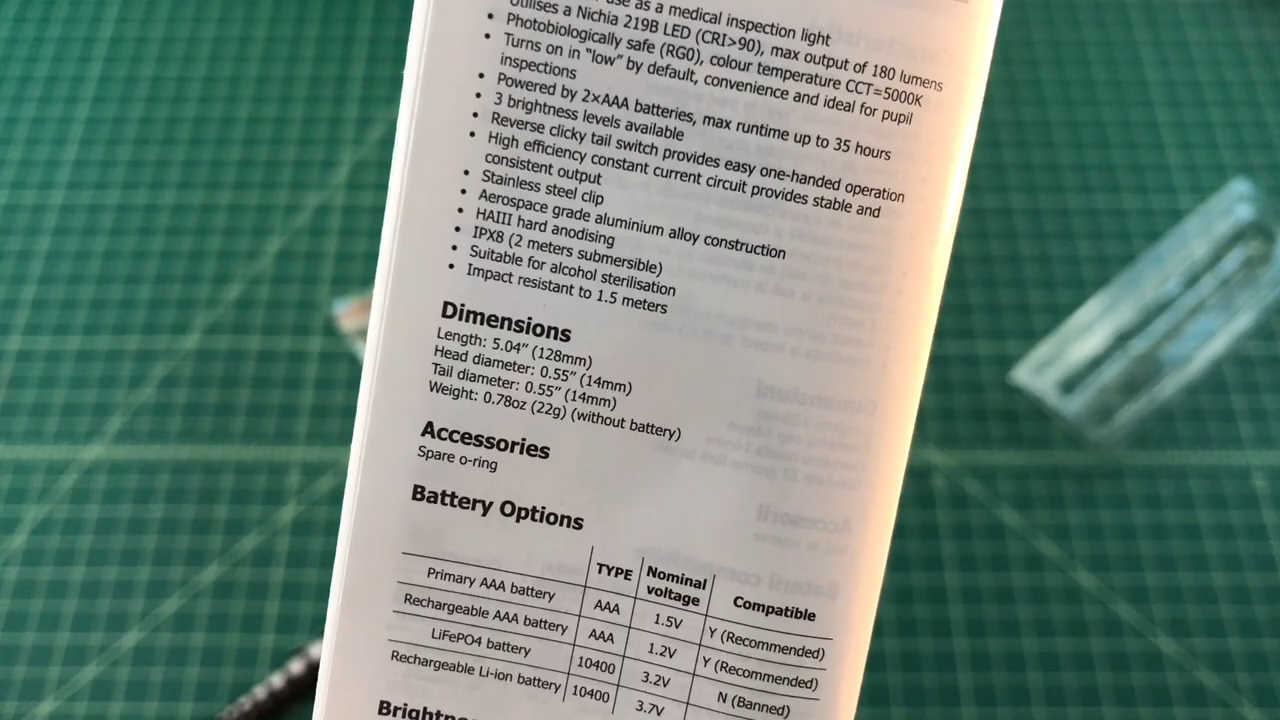 use as a medical inspection light
Utilises a Nichia 219B LED (CRI>90), max output of 180 lumens
• Photobiologically safe (RG0), colour temperature CCT=5000K
• Turns on in "low" by default, convenience and ideal for pupil
inspections
• Powered by 2×AAA batteries, max runtime up to 35 hours
• 3 brightness levels available
• Reverse clicky tail switch provides easy one-handed operation
• High efficiency constant current circuit provides stable and
consistent output
• Stainless steel clip
• Aerospace grade aluminium alloy construction
• HAIII hard anodising
• IPX8 (2 meters submersible)
• Suitable for alcohol sterilisation
• Impact resistant to 1.5 meters
Dimensions
Length: 5.04" (128mm)
Head diameter: 0.55" (14mm)
Tail diameter: 0.55" (14mm)
Weight: 0.78oz (22g) (without battery)
Accessories
Spare o-ring
Battery Options
TYPE Nominal voltage Compatible
Primary AAA battery AAA 1.5V Y (Recommended)
Rechargeable AAA battery AAA 1.2V Y (Recommended)
LiFePO4 battery 10400 3.2V N (Banned)
Rechargeable Li-ion battery 10400 3.7V